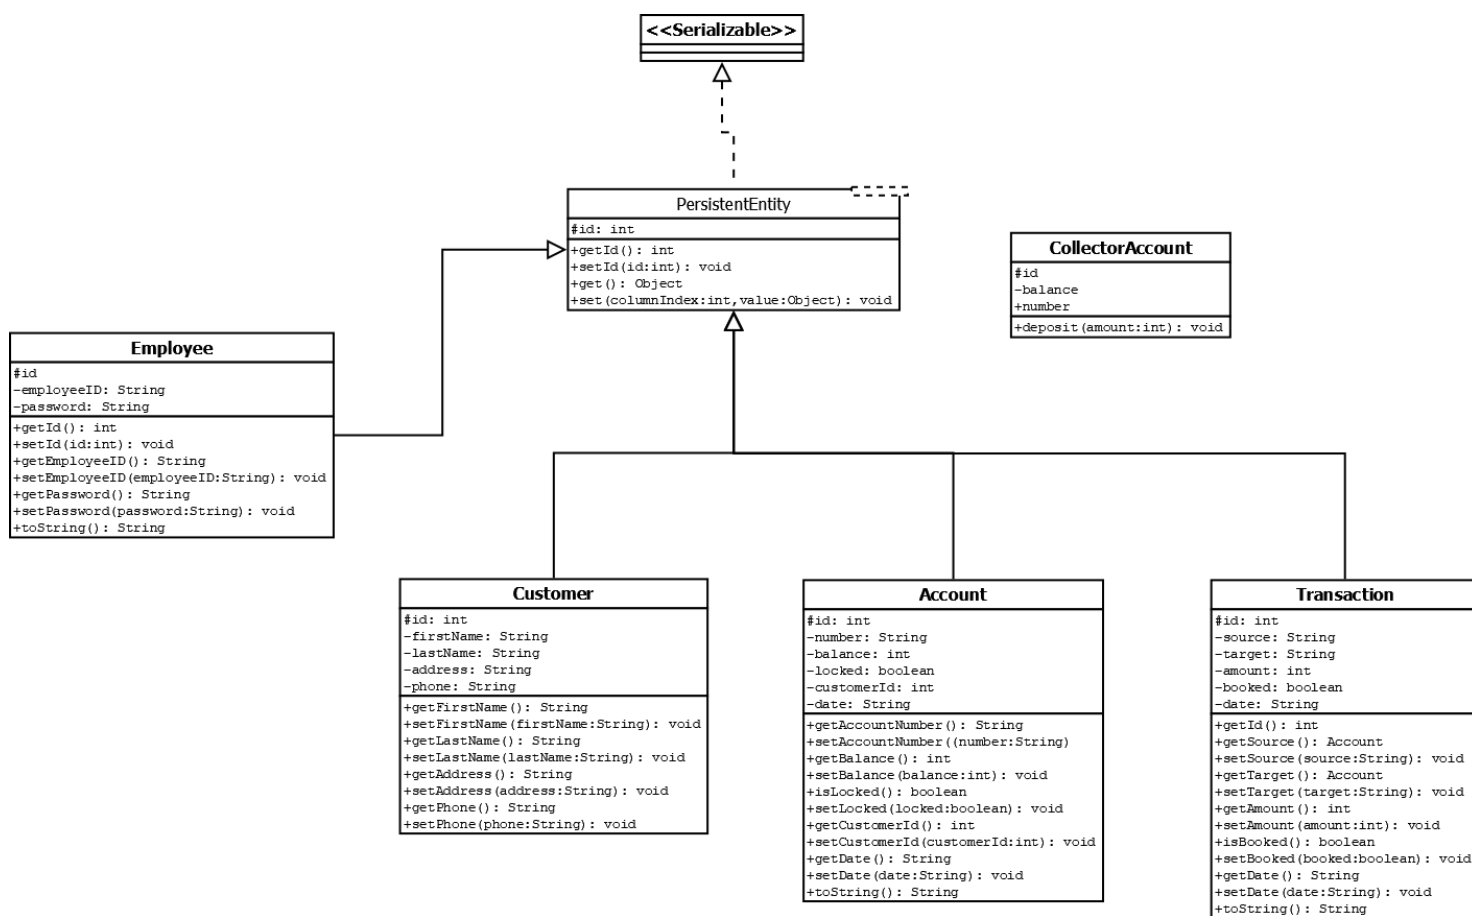 <<Serializable>>
PersistentEntity
#id: int
+getId(): int
+setId(id:int): void
+get(): Object
+set(columnIndex:int,value:Object): void
CollectorAccount
#id
-balance
+number
+deposit(amount:int): void
Employee
#id
-employeeID: String
-password: String
+getId(): int
+setId(id:int): void
+getEmployeeID(): String
+setEmployeeID(employeeID:String): void
+getPassword(): String
+setPassword(password:String): void
+toString(): String
Customer
#id: int
-firstName: String
-lastName: String
-address: String
-phone: String
+getFirstName(): String
+setFirstName(firstName:String): void
+getLastName(): String
+setLastName(lastName:String): void
+getAddress(): String
+setAddress(address:String): void
+getPhone(): String
+setPhone(phone:String): void
Account
#id: int
-number: String
-balance: int
-locked: boolean
-customerId: int
-date: String
+getAccountNumber(): String
+setAccountNumber((number:String)
+getBalance(): int
+setBalance(balance:int): void
+isLocked(): boolean
+setLocked(locked:boolean): void
+getCustomerId(): int
+setCustomerId(customerId:int): void
+getDate(): String
+setDate(date:String): void
+toString(): String
Transaction
#id: int
-source: String
-target: String
-amount: int
-booked: boolean
-date: String
+getId(): int
+getSource(): Account
+setSource(source:String): void
+getTarget(): Account
+setTarget(target:String): void
+getAmount(): int
+setAmount(amount:int): void
+isBooked(): boolean
+setBooked(booked:boolean): void
+getDate(): String
+setDate(date:String): void
+toString(): String